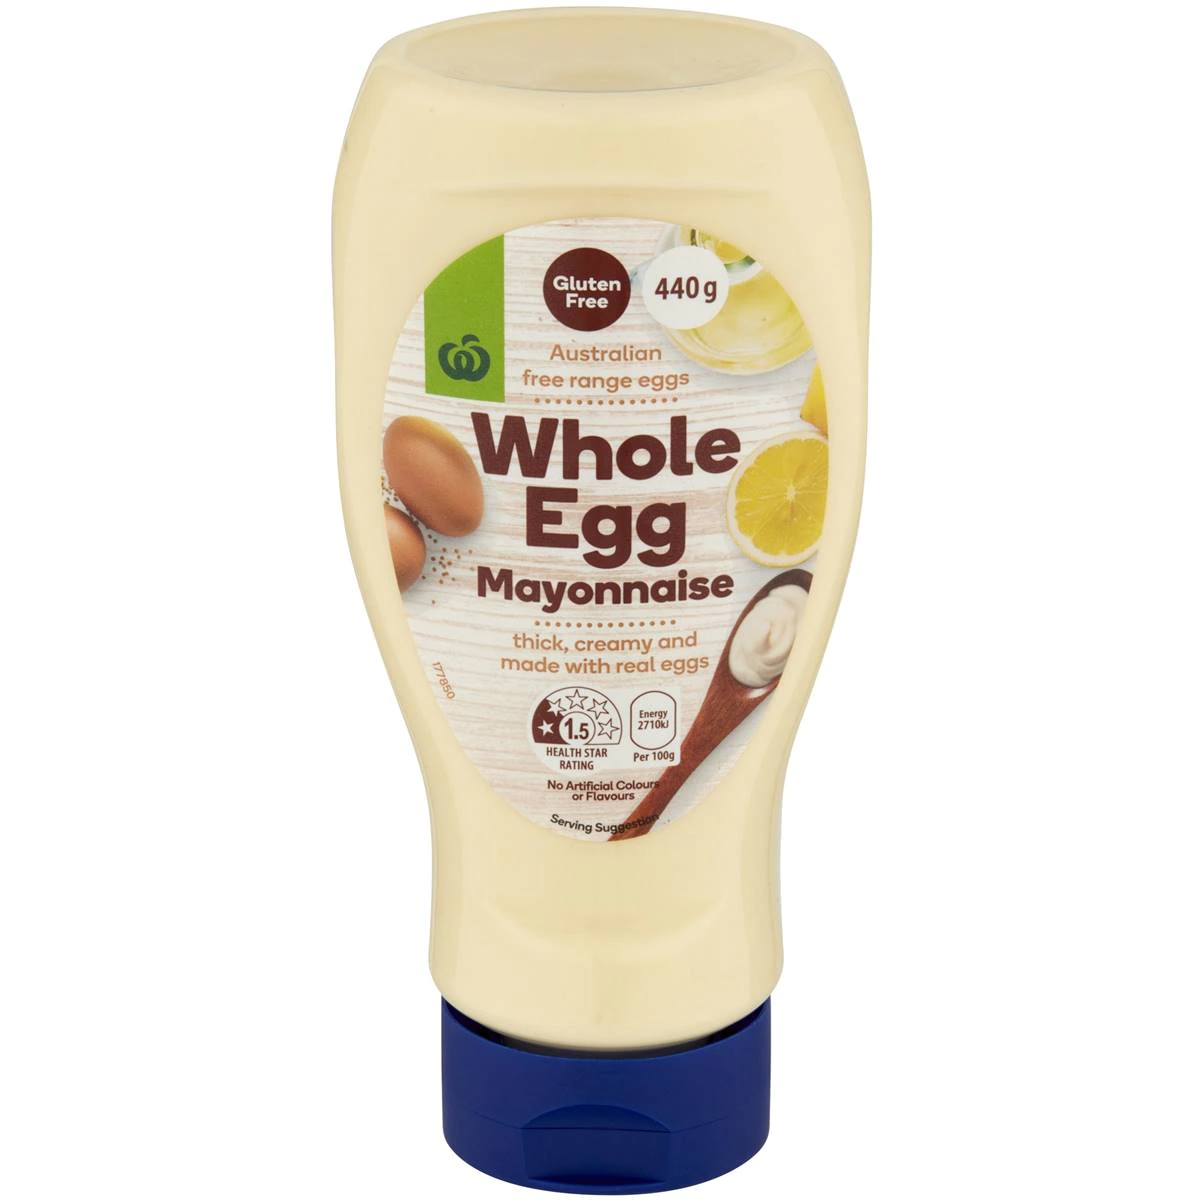 Gluten
Free
440g
Australian
free range eggs
Whole
Egg
Mayonnaise
thick, creamy and
made with real eggs
177850
1.5
HEALTH STAR
RATING
Energy
2710kJ
Per 100g
No Artificial Colours
or Flavours
Serving Suggestion